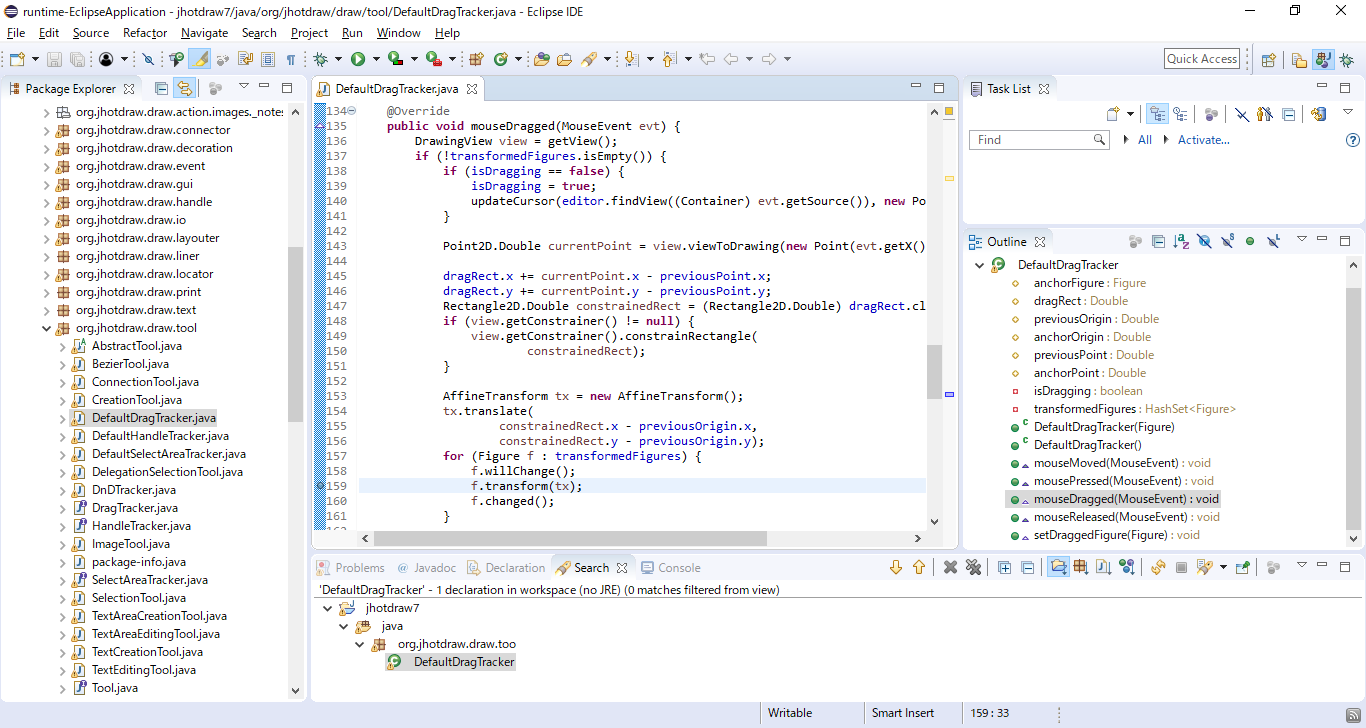 runtime-EclipseApplication - jhotdraw7/java/org/jhotdraw/draw/tool/DefaultDragTracker.java - Eclipse IDE
File Edit Source Refactor Navigate Search Project Run Window Help
Quick Access
Package Explorer
org.jhotdraw.draw.action.images._notes
org.jhotdraw.draw.connector
org.jhotdraw.draw.decoration
org.jhotdraw.draw.event
org.jhotdraw.draw.gui
org.jhotdraw.draw.handle
org.jhotdraw.draw.io
org.jhotdraw.draw.layouter
org.jhotdraw.draw.liner
org.jhotdraw.draw.locator
org.jhotdraw.draw.print
org.jhotdraw.draw.text
org.jhotdraw.draw.tool
AbstractTool.java
BezierTool.java
ConnectionTool.java
CreationTool.java
DefaultDragTracker.java
DefaultHandleTracker.java
DefaultSelectAreaTracker.java
DelegationSelectionTool.java
DnDTracker.java
DragTracker.java
HandleTracker.java
ImageTool.java
package-info.java
SelectAreaTracker.java
SelectionTool.java
TextAreaCreationTool.java
TextAreaEditingTool.java
TextCreationTool.java
TextEditingTool.java
Tool.java
DefaultDragTracker.java
134 @Override
135 public void mouseDragged(MouseEvent evt) {
136 DrawingView view = getView();
137 if (!transformedFigures.isEmpty()) {
138 if (isDragging == false) {
139 isDragging = true;
140 updateCursor(editor.findView((Container) evt.getSource()), new Po
141 }
142
143 Point2D.Double currentPoint = view.viewToDrawing(new Point(evt.getX()
144
145 dragRect.x += currentPoint.x - previousPoint.x;
146 dragRect.y += currentPoint.y - previousPoint.y;
147 Rectangle2D.Double constrainedRect = (Rectangle2D.Double) dragRect.cl
148 if (view.getConstrainer() != null) {
149 view.getConstrainer().constrainRectangle(
150 constrainedRect);
151 }
152
153 AffineTransform tx = new AffineTransform();
154 tx.translate(
155 constrainedRect.x - previousOrigin.x,
156 constrainedRect.y - previousOrigin.y);
157 for (Figure f : transformedFigures) {
158 f.willChange();
159 f.transform(tx);
160 f.changed();
161 }
Task List
Find All Activate...
Outline
DefaultDragTracker
anchorFigure : Figure
dragRect : Double
previousOrigin : Double
anchorOrigin : Double
previousPoint : Double
anchorPoint : Double
isDragging : boolean
transformedFigures : HashSet<Figure>
DefaultDragTracker(Figure)
DefaultDragTracker()
mouseMoved(MouseEvent) : void
mousePressed(MouseEvent) : void
mouseDragged(MouseEvent) : void
mouseReleased(MouseEvent) : void
setDraggedFigure(Figure) : void
Problems @ Javadoc Declaration Search Console
'DefaultDragTracker' - 1 declaration in workspace (no JRE) (0 matches filtered from view)
jhotdraw7
java
org.jhotdraw.draw.too
DefaultDragTracker
Writable Smart Insert 159 : 33